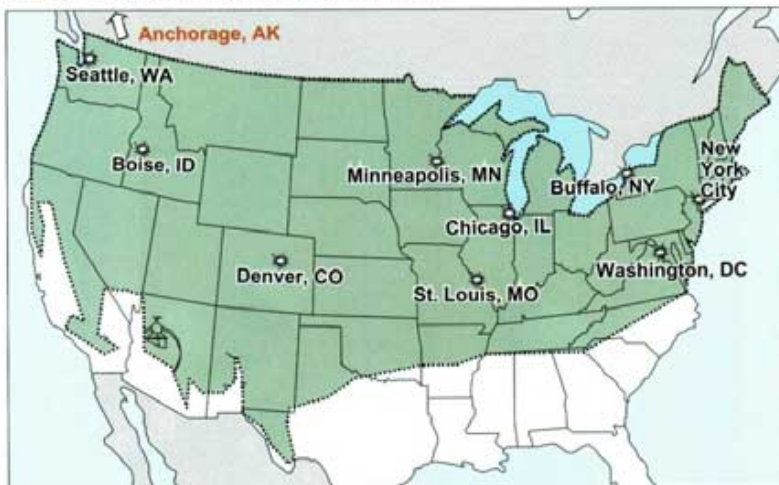 Anchorage, AK
Seattle, WA
Boise, ID
Minneapolis, MN
Buffalo, NY
New
York
City
Chicago, IL
Denver, CO
St. Louis, MO
Washington, DC